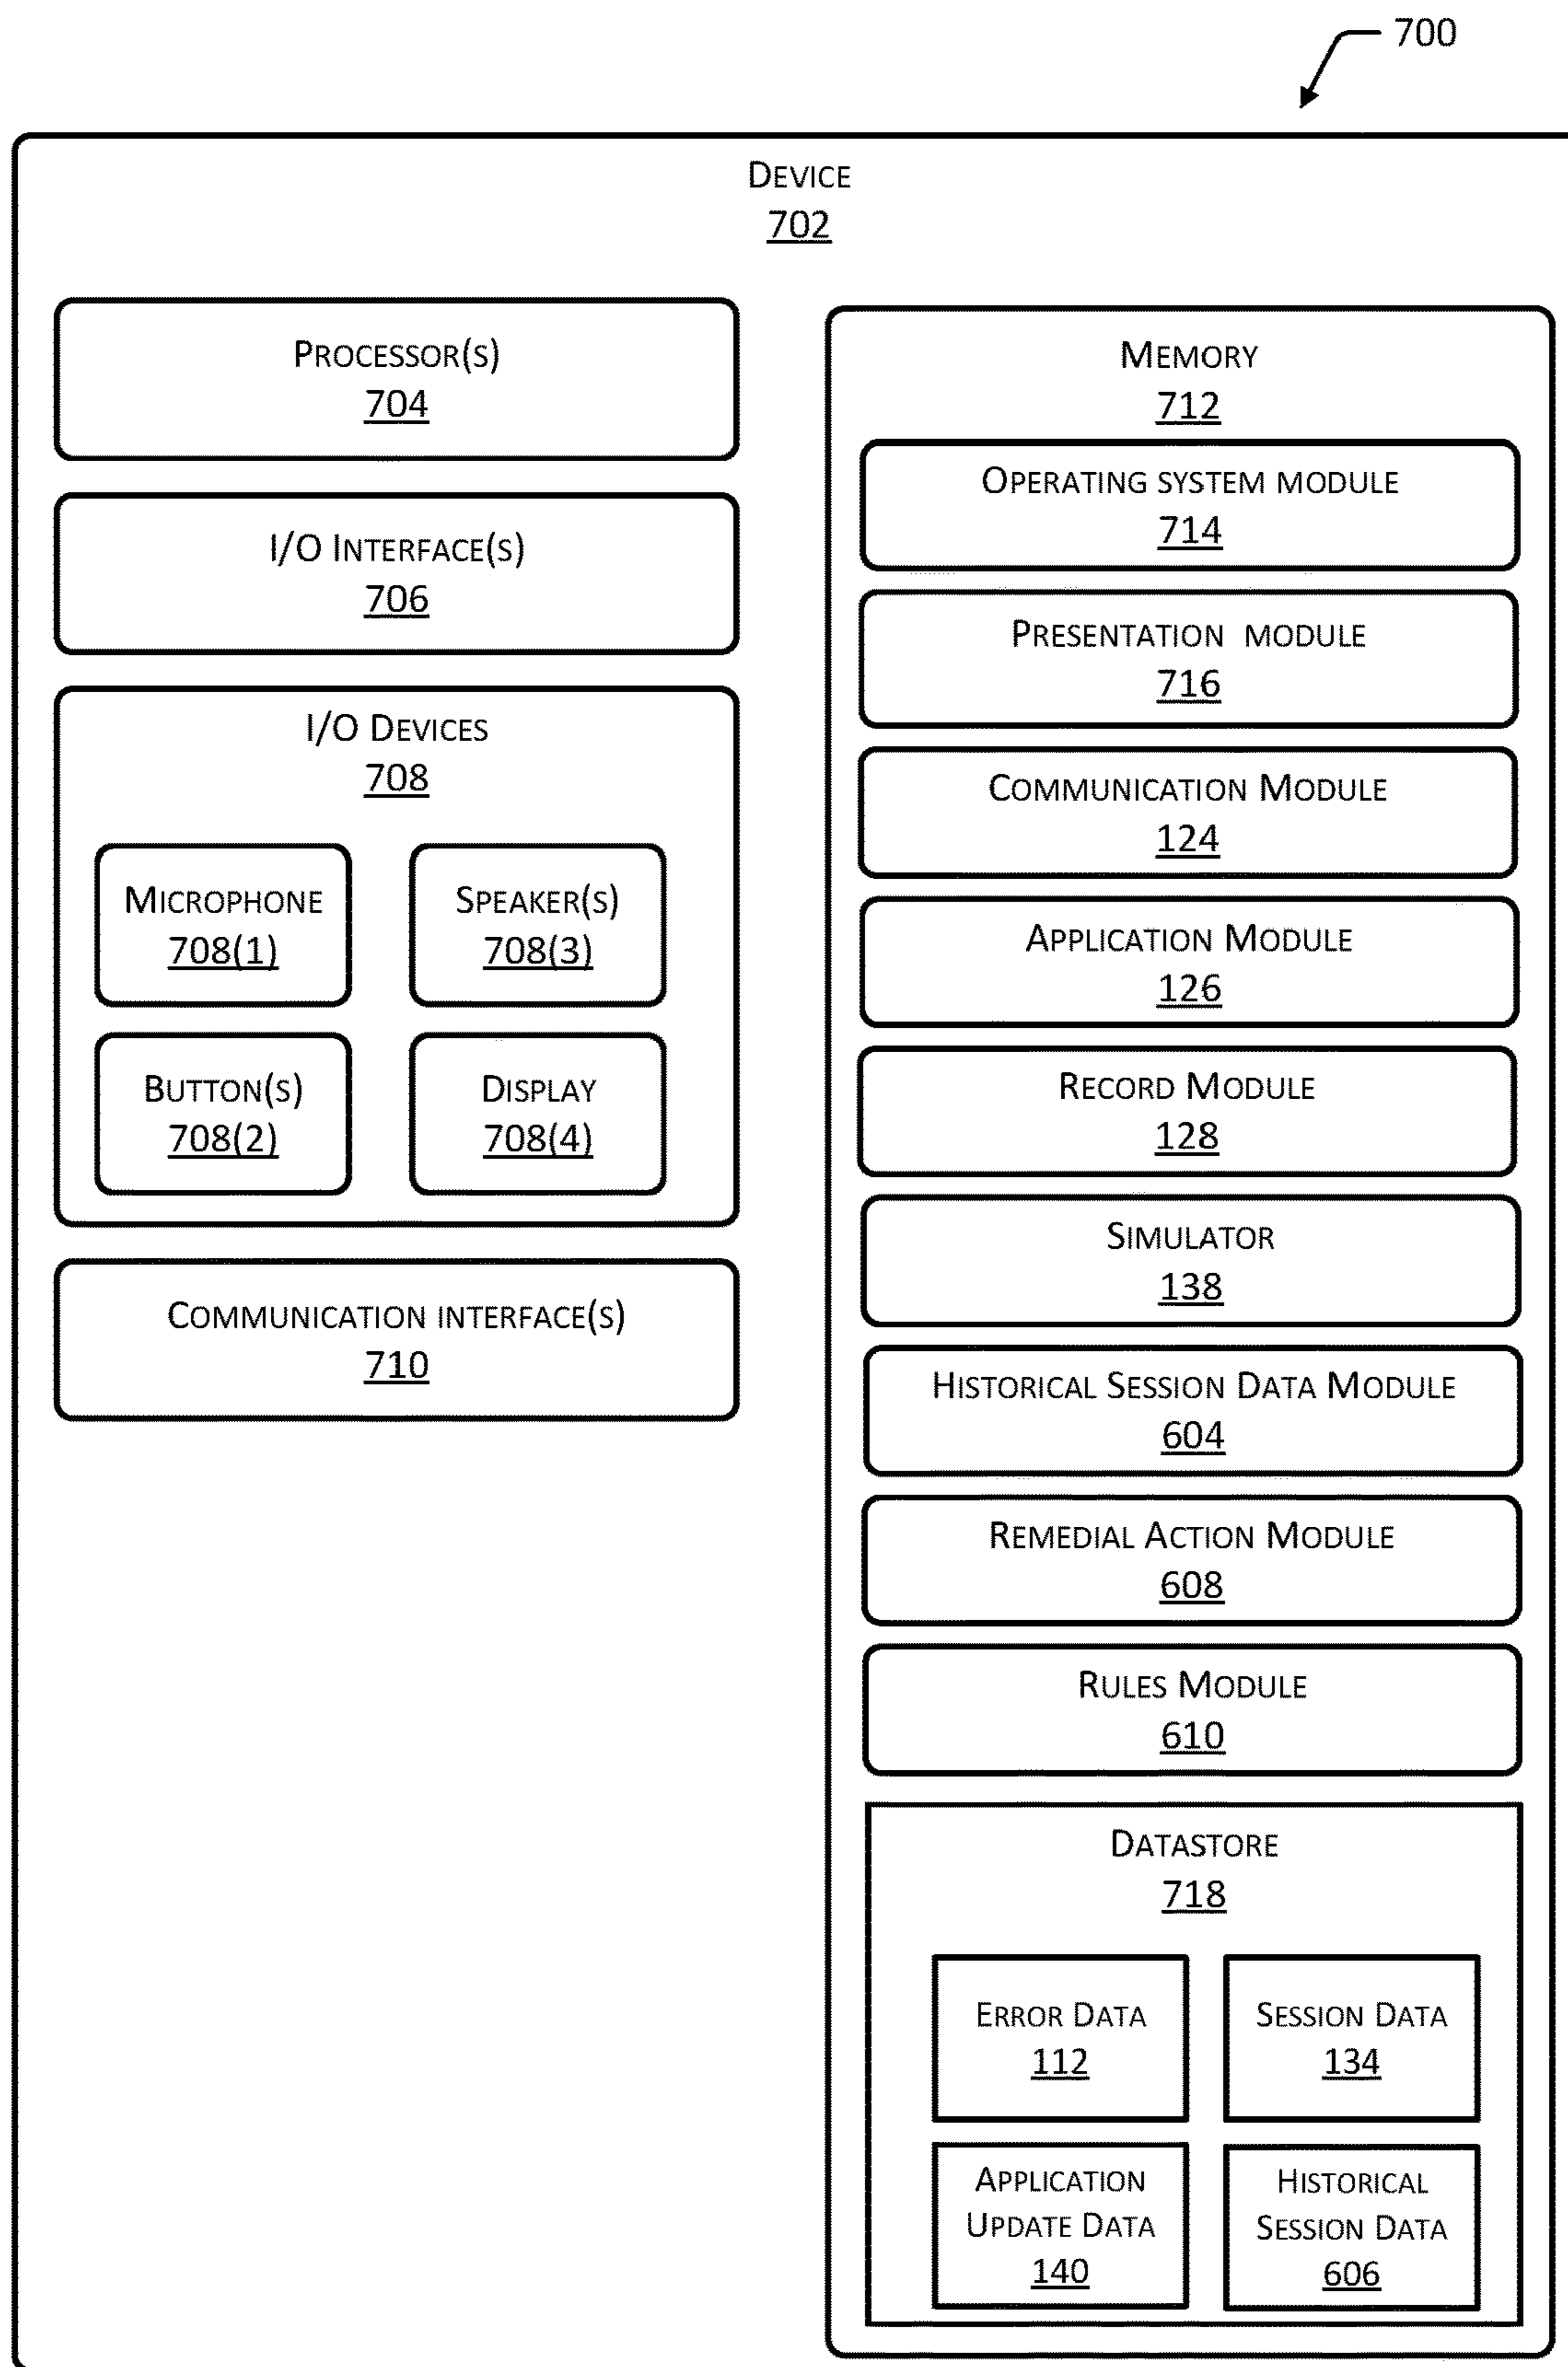 700
DEVICE
702
PROCESSOR(S)
704
I/O INTERFACE(S)
706
I/O DEVICES
708
MICROPHONE
708(1)
SPEAKER(S)
708(3)
BUTTON(S)
708(2)
DISPLAY
708(4)
COMMUNICATION INTERFACE(S)
710
MEMORY
712
OPERATING SYSTEM MODULE
714
PRESENTATION MODULE
716
COMMUNICATION MODULE
124
APPLICATION MODULE
126
RECORD MODULE
128
SIMULATOR
138
HISTORICAL SESSION DATA MODULE
604
REMEDIAL ACTION MODULE
608
RULES MODULE
610
DATASTORE
718
ERROR DATA
112
SESSION DATA
134
APPLICATION
UPDATE DATA
140
HISTORICAL
SESSION DATA
606